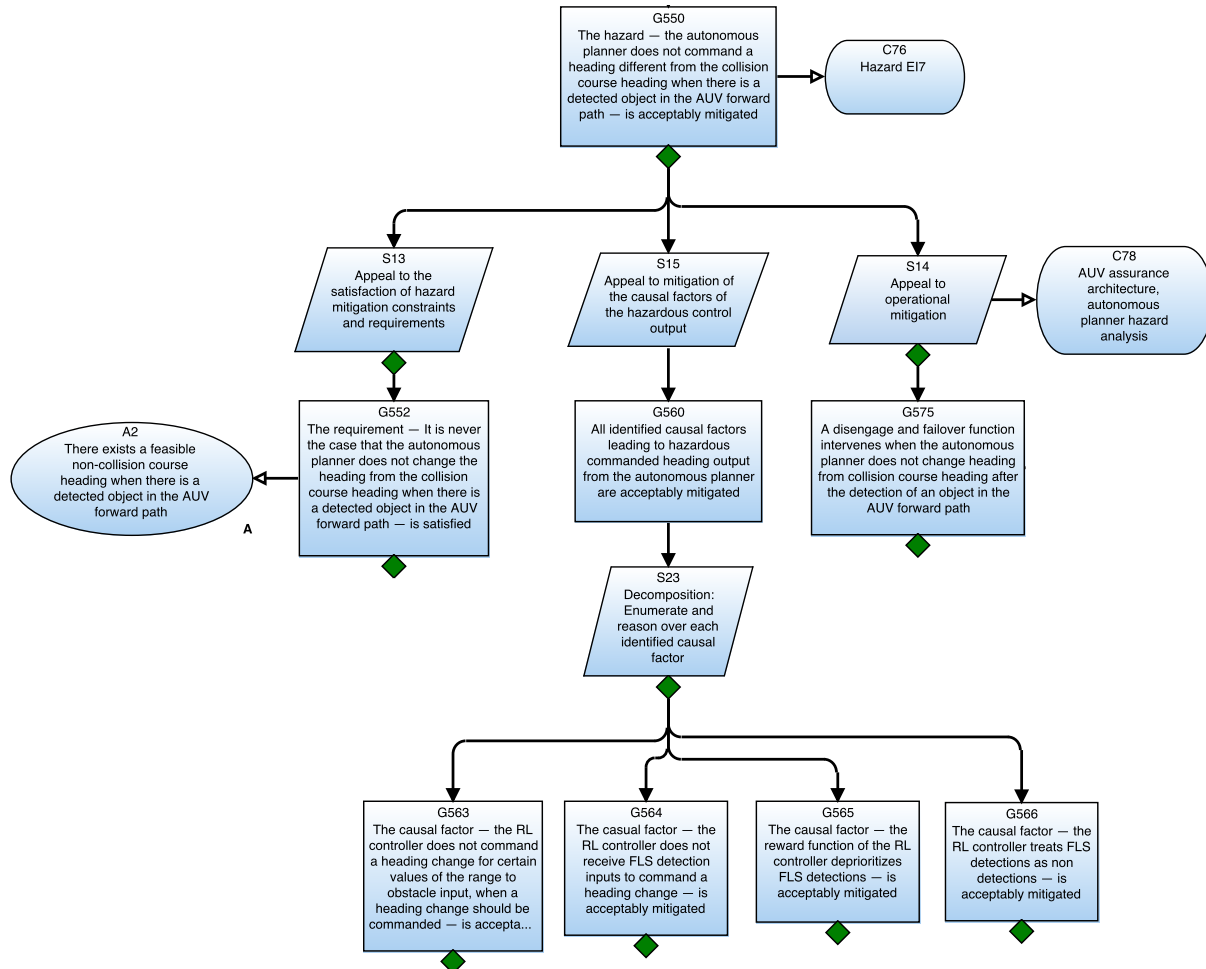 G550
The hazard — the autonomous
planner does not command a
heading different from the collision
course heading when there is a
detected object in the AUV forward
path — is acceptably mitigated
C76
Hazard EI7
S13
Appeal to the
satisfaction of hazard
mitigation constraints
and requirements
S15
Appeal to mitigation of
the causal factors of
the hazardous control
output
S14
Appeal to
operational
mitigation
C78
AUV assurance
architecture,
autonomous
planner hazard
analysis
A2
There exists a feasible
non-collision course
heading when there is a
detected object in the AUV
forward path
A
G552
The requirement — It is never
the case that the autonomous
planner does not change the
heading from the collision
course heading when there is
a detected object in the AUV
forward path — is satisfied
G560
All identified causal factors
leading to hazardous
commanded heading output
from the autonomous planner
are acceptably mitigated
G575
A disengage and failover function
intervenes when the autonomous
planner does not change heading
from collision course heading after
the detection of an object in the
AUV forward path
S23
Decomposition:
Enumerate and
reason over each
identified causal
factor
G563
The causal factor — the RL
controller does not command
a heading change for certain
values of the range to
obstacle input, when a
heading change should be
commanded — is accepta...
G564
The casual factor — the
RL controller does not
receive FLS detection
inputs to command a
heading change — is
acceptably mitigated
G565
The causal factor — the
reward function of the RL
controller deprioritizes
FLS detections — is
acceptably mitigated
G566
The causal factor — the
RL controller treats FLS
detections as non
detections — is
acceptably mitigated